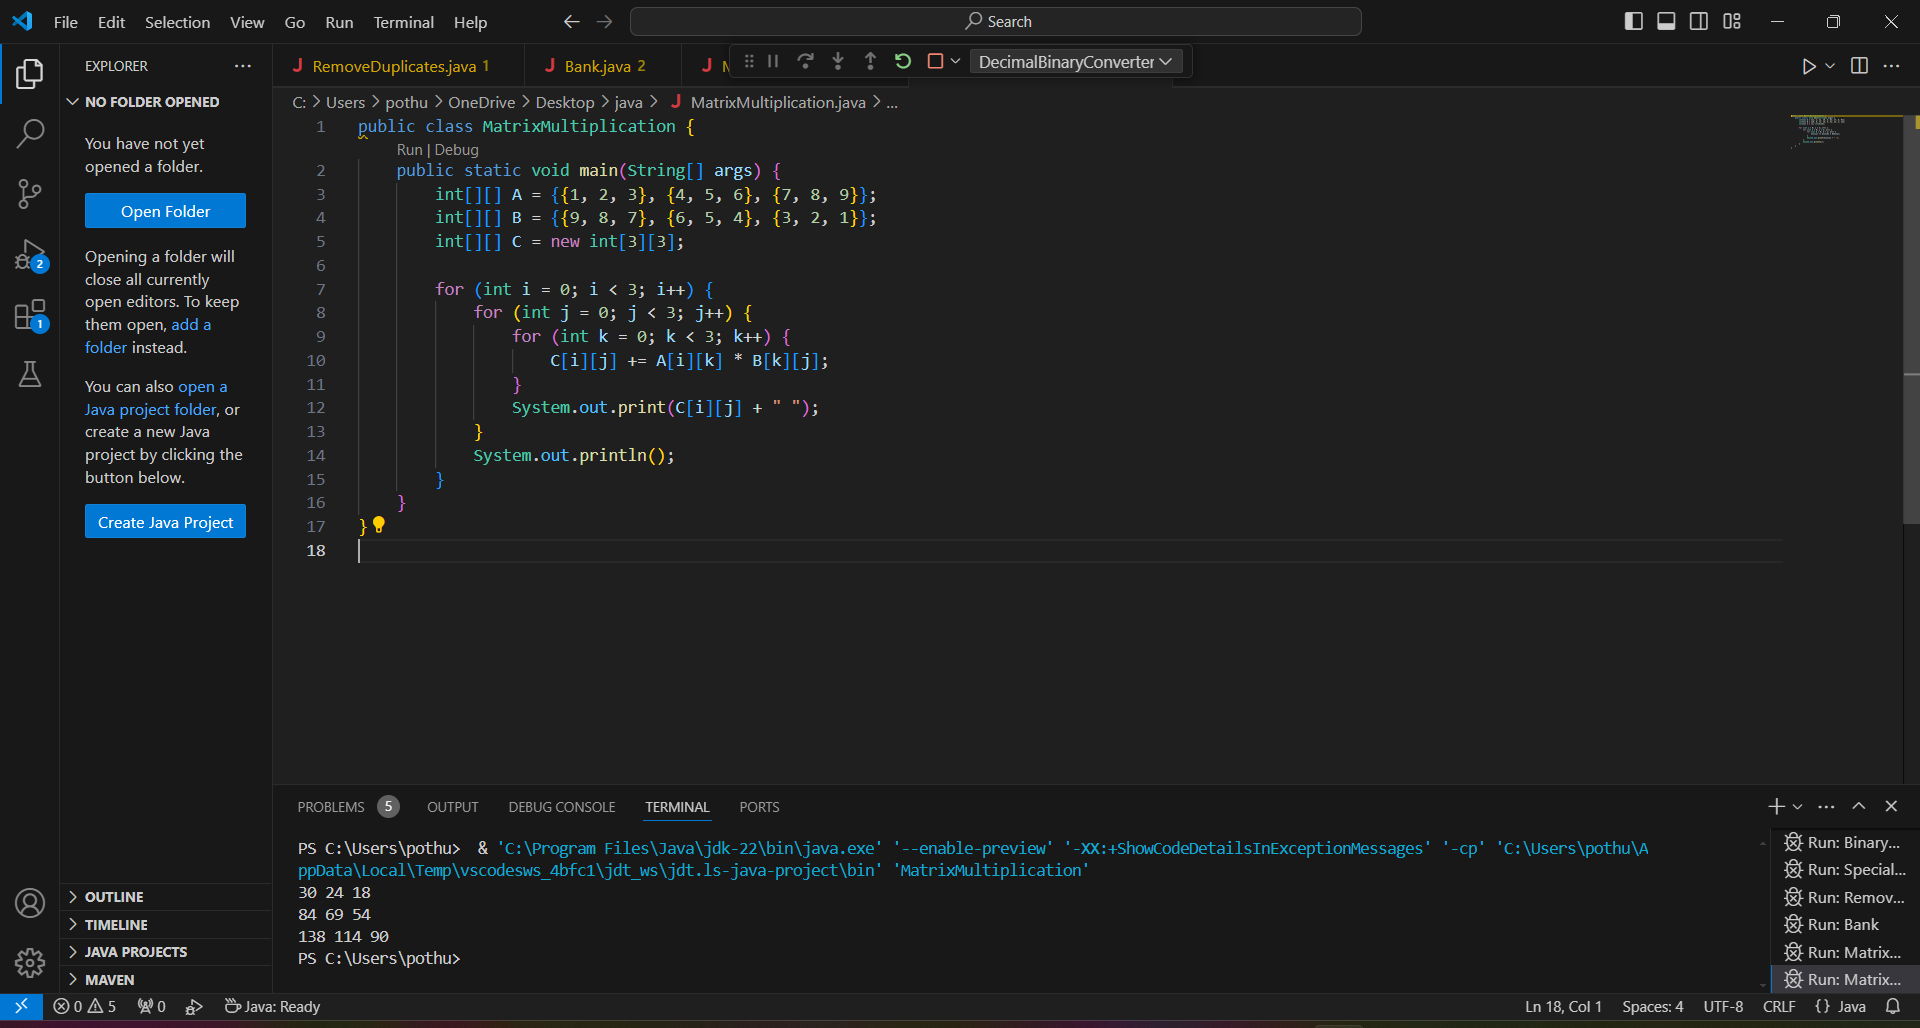 File Edit Selection View Go Run Terminal Help
Search
EXPLORER
RemoveDuplicates.java 1
Bank.java 2
DecimalBinaryConverter
NO FOLDER OPENED
You have not yet
opened a folder.
Open Folder
Opening a folder will
close all currently
open editors. To keep
them open, add a
folder instead.
You can also open a
Java project folder, or
create a new Java
project by clicking the
button below.
Create Java Project
OUTLINE
TIMELINE
JAVA PROJECTS
MAVEN
2
1
C: > Users > pothu > OneDrive > Desktop > java > J MatrixMultiplication.java > ...
1 public class MatrixMultiplication {
Run | Debug
2     public static void main(String[] args) {
3         int[][] A = {{1, 2, 3}, {4, 5, 6}, {7, 8, 9}};
4         int[][] B = {{9, 8, 7}, {6, 5, 4}, {3, 2, 1}};
5         int[][] C = new int[3][3];
6
7         for (int i = 0; i < 3; i++) {
8             for (int j = 0; j < 3; j++) {
9                 for (int k = 0; k < 3; k++) {
10                     C[i][j] += A[i][k] * B[k][j];
11                 }
12                 System.out.print(C[i][j] + " ");
13             }
14             System.out.println();
15         }
16     }
17 }
18
PROBLEMS 5 OUTPUT DEBUG CONSOLE TERMINAL PORTS
PS C:\Users\pothu>  & 'C:\Program Files\Java\jdk-22\bin\java.exe' '--enable-preview' '-XX:+ShowCodeDetailsInExceptionMessages' '-cp' 'C:\Users\pothu\A
ppData\Local\Temp\vscodesws_4bfc1\jdt_ws\jdt.ls-java-project\bin' 'MatrixMultiplication'
30 24 18
84 69 54
138 114 90
PS C:\Users\pothu>
Run: Binary...
Run: Special...
Run: Remov...
Run: Bank
Run: Matrix...
Run: Matrix...
0 5 0 Java: Ready
Ln 18, Col 1 Spaces: 4 UTF-8 CRLF {} Java